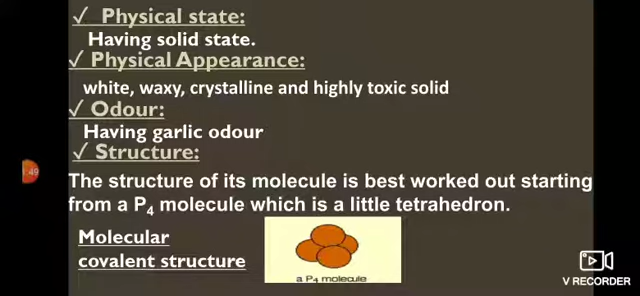 ✓ Physical state:
Having solid state.
✓ Physical Appearance:
white, waxy, crystalline and highly toxic solid
✓ Odour:
Having garlic odour
✓ Structure:
:49
The structure of its molecule is best worked out starting
from a P₄ molecule which is a little tetrahedron.
Molecular
covalent structure
a P₄ molecule
V RECORDER